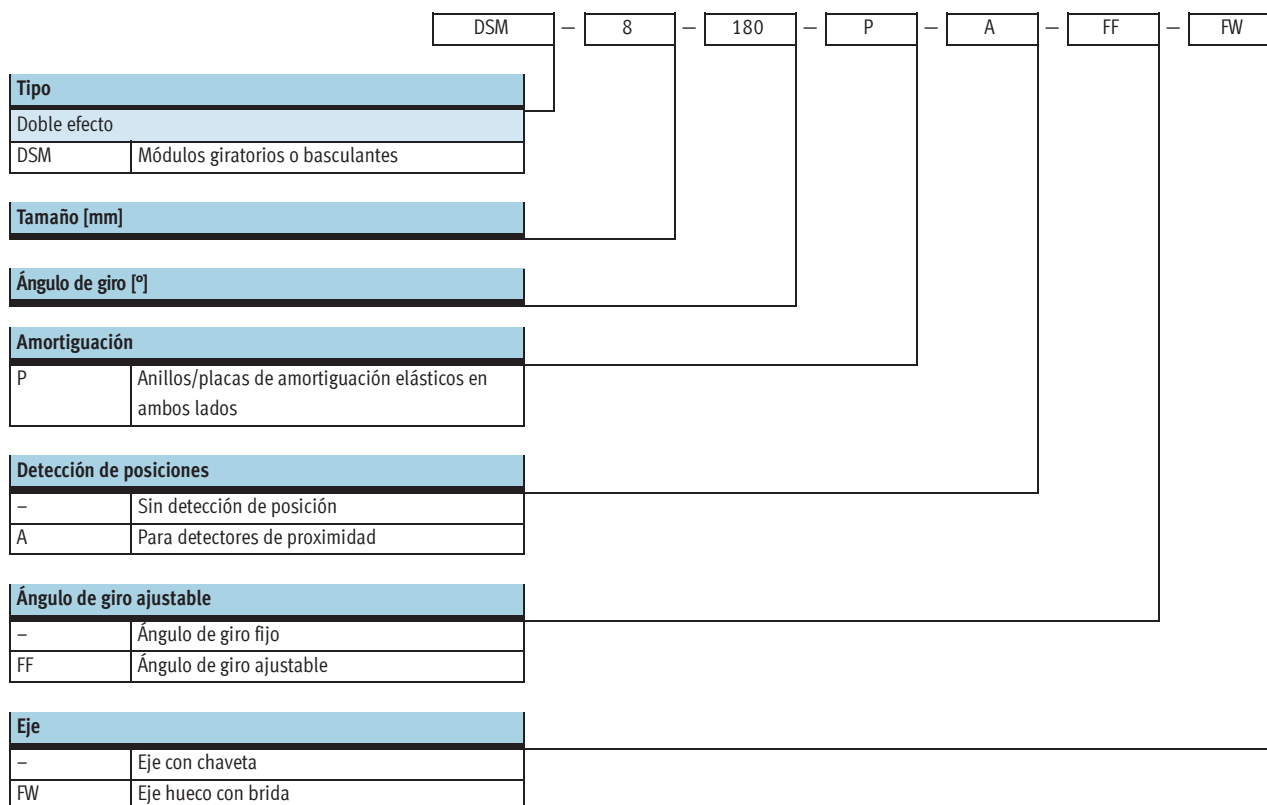 DSM – 8 – 180 – P – A – FF – FW
Tipo
Doble efecto
DSM Módulos giratorios o basculantes
Tamaño [mm]
Ángulo de giro [º]
Amortiguación
P Anillos/placas de amortiguación elásticos en
ambos lados
Detección de posiciones
– Sin detección de posición
A Para detectores de proximidad
Ángulo de giro ajustable
– Ángulo de giro fijo
FF Ángulo de giro ajustable
Eje
– Eje con chaveta
FW Eje hueco con brida